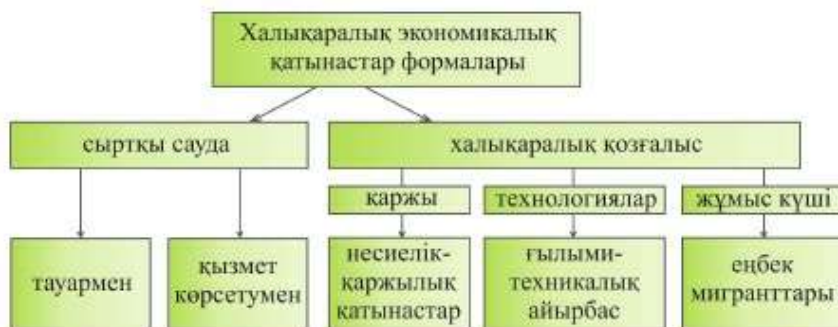 Халықаралық экономикалық
қатынастар формалары
сыртқы сауда
халықаралық қозғалыс
қаржы
технологиялар
жұмыс күші
тауармен
қызмет
көрсетумен
несиелік-
қаржылық
қатынастар
ғылыми-
техникалық
айырбас
еңбек
мигранттары